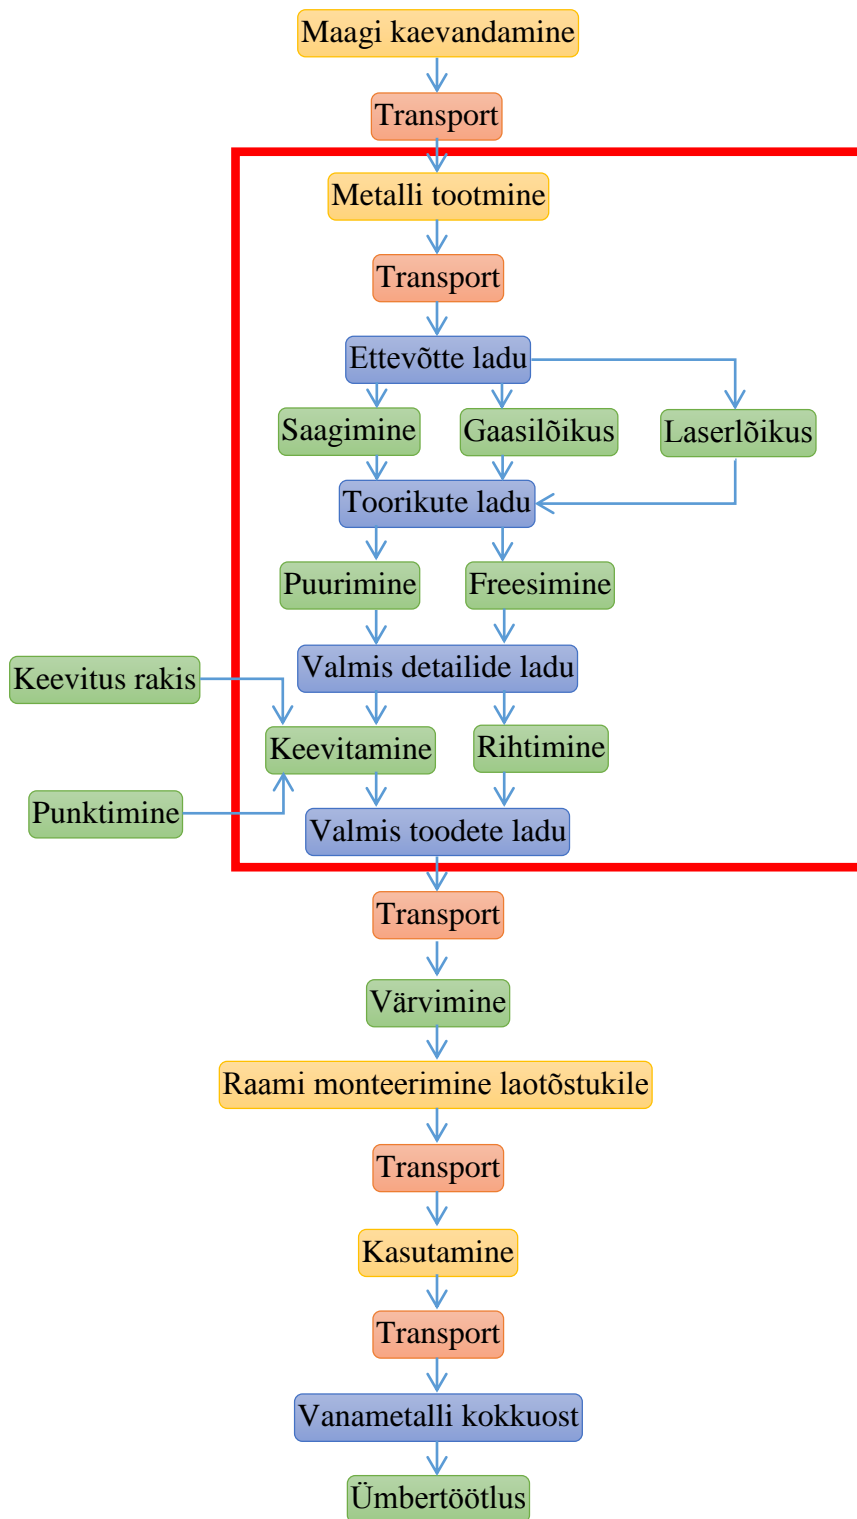 Maagi kaevandamine
Transport
Metalli tootmine
Transport
Ettevõtte ladu
Saagimine
Gaasilõikus
Laserlõikus
Toorikute ladu
Puurimine
Freesimine
Valmis detailide ladu
Keevitus rakis
Keevitamine
Rihtimine
Punktimine
Valmis toodete ladu
Transport
Värvimine
Raami monteerimine laotõstukile
Transport
Kasutamine
Transport
Vanametalli kokkuost
Ümbertöötlus